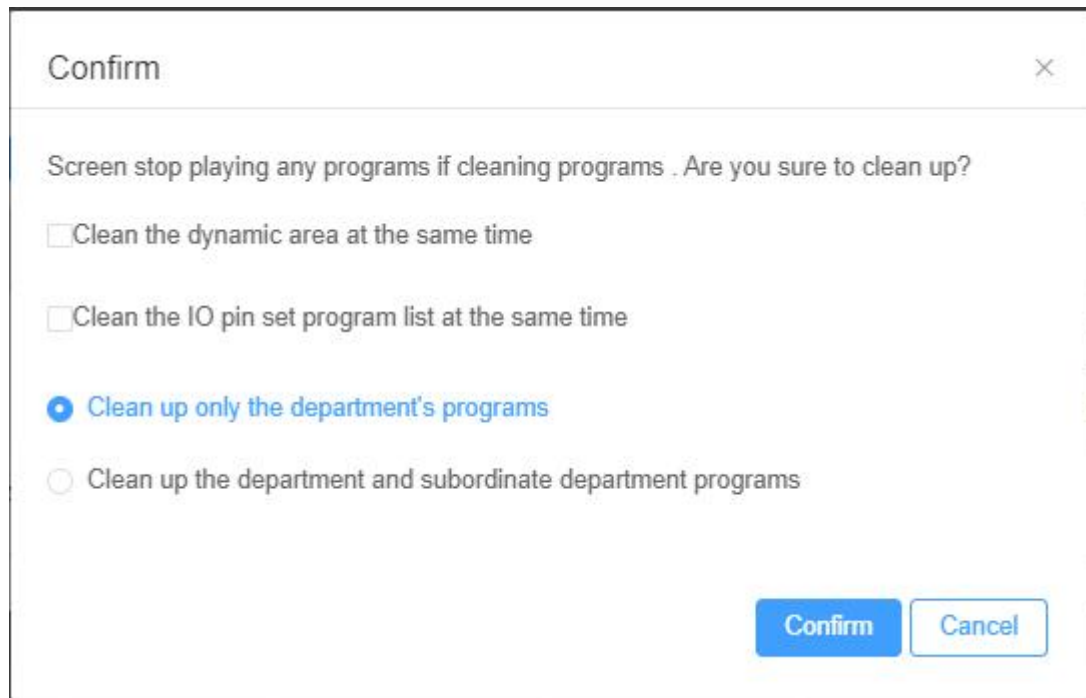 Confirm
Screen stop playing any programs if cleaning programs . Are you sure to clean up?
Clean the dynamic area at the same time
Clean the IO pin set program list at the same time
Clean up only the department's programs
Clean up the department and subordinate department programs
Confirm Cancel